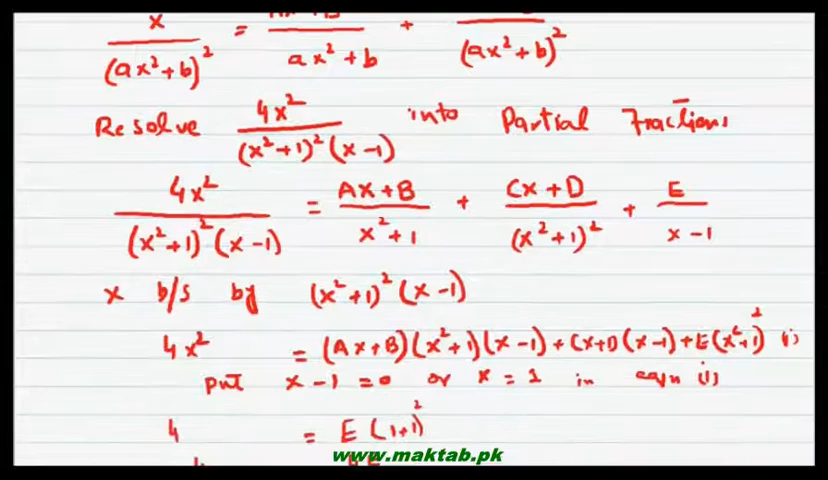 x / (ax²+b)² = / ax²+b + / (ax²+b)²
Resolve 4x² / (x²+1)²(x-1) into Partial Fractions
4x² / (x²+1)²(x-1) = Ax+B / x²+1 + Cx+D / (x²+1)² + E / x-1
x b/s by (x²+1)²(x-1)
4x² = (Ax+B)(x²+1)(x-1)+Cx+D(x-1)+E(x²+1)² (i)
Put x-1=0 or x=1 in eqn (i)
4 = E(1+1)²
www.maktab.pk